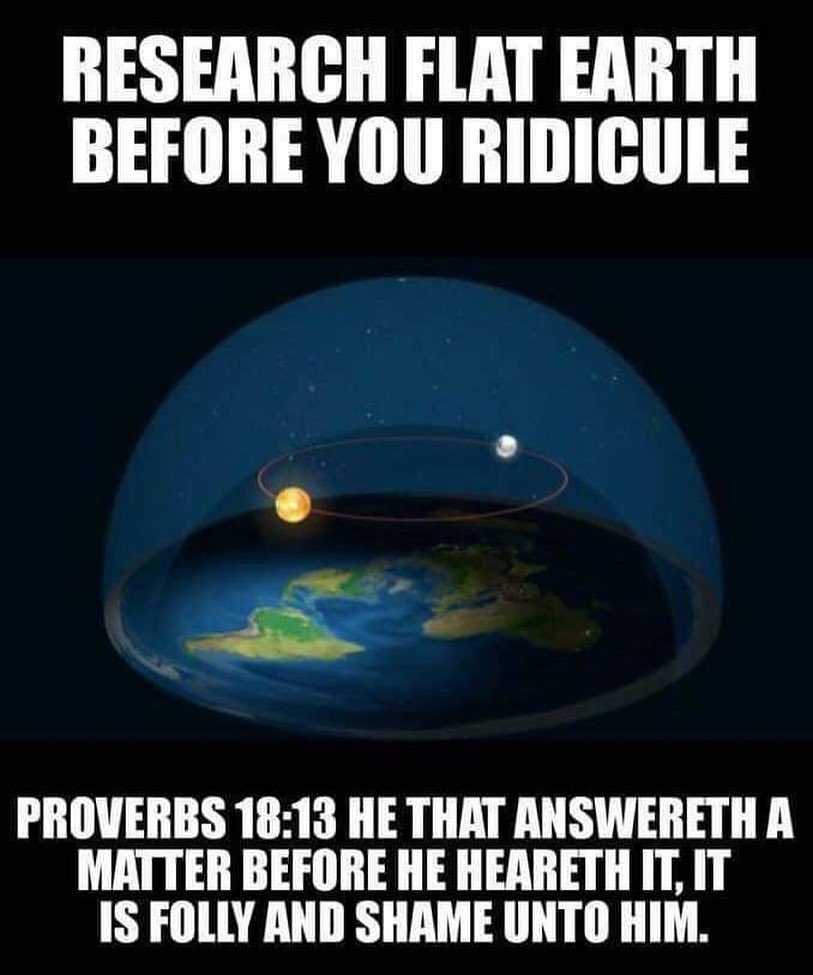 RESEARCH FLAT EARTH
BEFORE YOU RIDICULE
PROVERBS 18:13 HE THAT ANSWERETH A
MATTER BEFORE HE HEARETH IT, IT
IS FOLLY AND SHAME UNTO HIM.